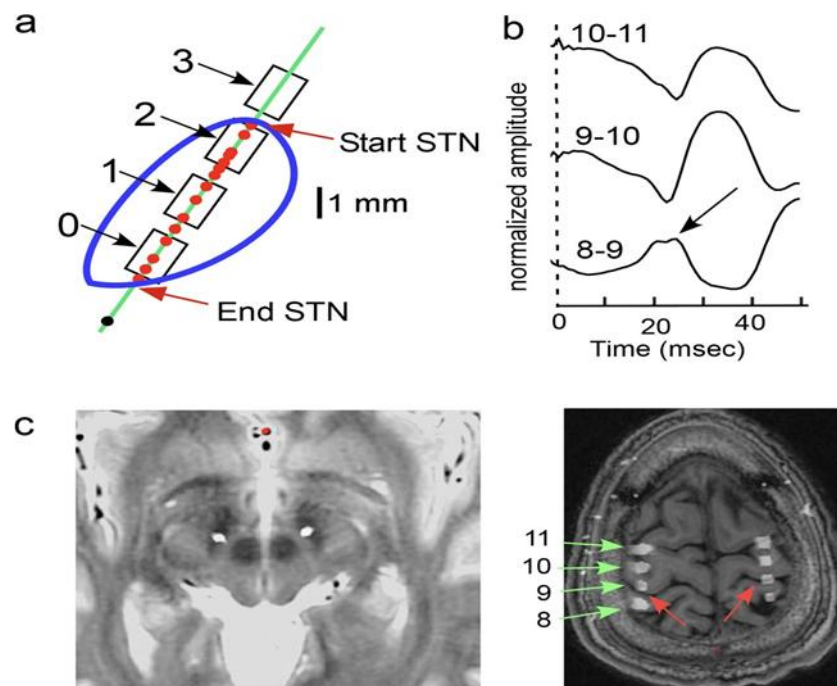 a
3
2
Start STN
1
1 mm
0
End STN
b
10-11
9-10
8-9
normalized amplitude
0
20
40
Time (msec)
c
11
10
9
8